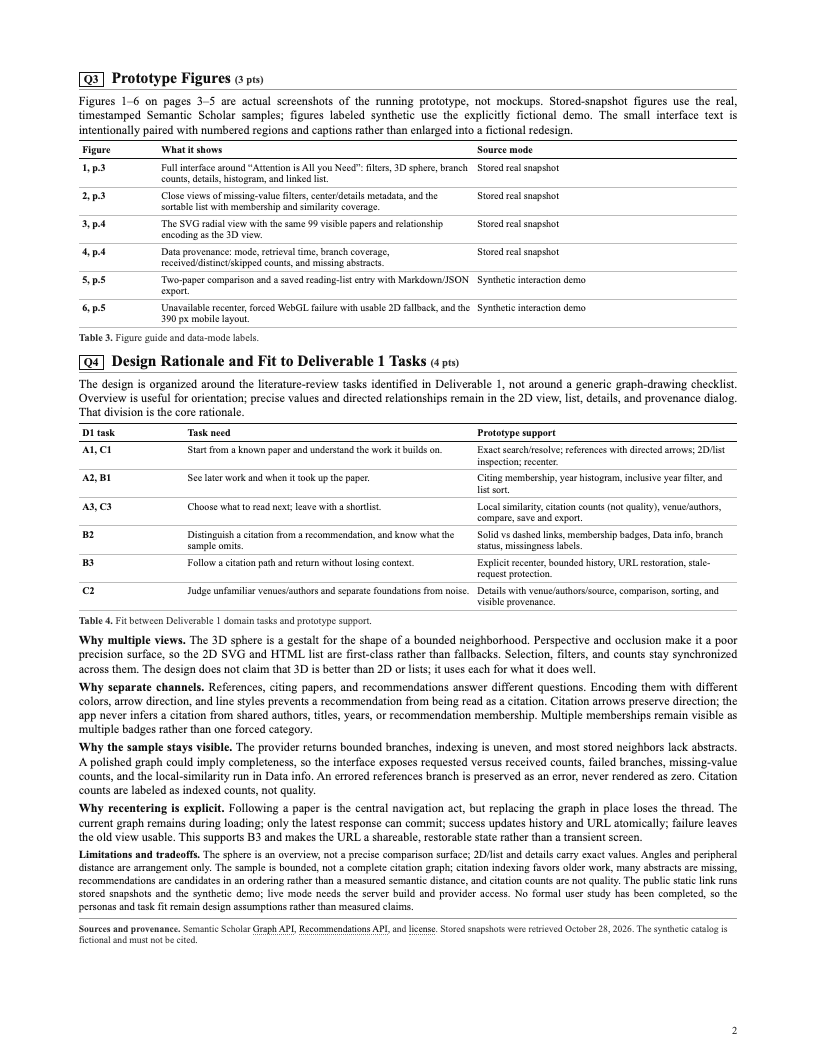 Q3 Prototype Figures (3 pts)
Figures 1–6 on pages 3–5 are actual screenshots of the running prototype, not mockups. Stored-snapshot figures use the real,
timestamped Semantic Scholar samples; figures labeled synthetic use the explicitly fictional demo. The small interface text is
intentionally paired with numbered regions and captions rather than enlarged into a fictional redesign.
Figure What it shows Source mode
1, p.3 Full interface around “Attention is All you Need”: filters, 3D sphere, branch Stored real snapshot
counts, details, histogram, and linked list.
2, p.3 Close views of missing-value filters, center/details metadata, and the Stored real snapshot
sortable list with membership and similarity coverage.
3, p.4 The SVG radial view with the same 99 visible papers and relationship Stored real snapshot
encoding as the 3D view.
4, p.4 Data provenance: mode, retrieval time, branch coverage, Stored real snapshot
received/distinct/skipped counts, and missing abstracts.
5, p.5 Two-paper comparison and a saved reading-list entry with Markdown/JSON Synthetic interaction demo
export.
6, p.5 Unavailable recenter, forced WebGL failure with usable 2D fallback, and the Synthetic interaction demo
390 px mobile layout.
Table 3. Figure guide and data-mode labels.
Q4 Design Rationale and Fit to Deliverable 1 Tasks (4 pts)
The design is organized around the literature-review tasks identified in Deliverable 1, not around a generic graph-drawing checklist.
Overview is useful for orientation; precise values and directed relationships remain in the 2D view, list, details, and provenance dialog.
That division is the core rationale.
D1 task Task need Prototype support
A1, C1 Start from a known paper and understand the work it builds on. Exact search/resolve; references with directed arrows; 2D/list
inspection; recenter.
A2, B1 See later work and when it took up the paper. Citing membership, year histogram, inclusive year filter, and
list sort.
A3, C3 Choose what to read next; leave with a shortlist. Local similarity, citation counts (not quality), venue/authors,
compare, save and export.
B2 Distinguish a citation from a recommendation, and know what the Solid vs dashed links, membership badges, Data info, branch
sample omits. status, missingness labels.
B3 Follow a citation path and return without losing context. Explicit recenter, bounded history, URL restoration, stale-
request protection.
C2 Judge unfamiliar venues/authors and separate foundations from noise. Details with venue/authors/source, comparison, sorting, and
visible provenance.
Table 4. Fit between Deliverable 1 domain tasks and prototype support.
Why multiple views. The 3D sphere is a gestalt for the shape of a bounded neighborhood. Perspective and occlusion make it a poor
precision surface, so the 2D SVG and HTML list are first-class rather than fallbacks. Selection, filters, and counts stay synchronized
across them. The design does not claim that 3D is better than 2D or lists; it uses each for what it does well.
Why separate channels. References, citing papers, and recommendations answer different questions. Encoding them with different
colors, arrow direction, and line styles prevents a recommendation from being read as a citation. Citation arrows preserve direction; the
app never infers a citation from shared authors, titles, years, or recommendation membership. Multiple memberships remain visible as
multiple badges rather than one forced category.
Why the sample stays visible. The provider returns bounded branches, indexing is uneven, and most stored neighbors lack abstracts.
A polished graph could imply completeness, so the interface exposes requested versus received counts, failed branches, missing-value
counts, and the local-similarity run in Data info. An errored references branch is preserved as an error, never rendered as zero. Citation
counts are labeled as indexed counts, not quality.
Why recentering is explicit. Following a paper is the central navigation act, but replacing the graph in place loses the thread. The
current graph remains during loading; only the latest response can commit; success updates history and URL atomically; failure leaves
the old view usable. This supports B3 and makes the URL a shareable, restorable state rather than a transient screen.
Limitations and tradeoffs. The sphere is an overview, not a precise comparison surface; 2D/list and details carry exact values. Angles and peripheral
distance are arrangement only. The sample is bounded, not a complete citation graph; citation indexing favors older work, many abstracts are missing,
recommendations are candidates in an ordering rather than a measured semantic distance, and citation counts are not quality. The public static link runs
stored snapshots and the synthetic demo; live mode needs the server build and provider access. No formal user study has been completed, so the
personas and task fit remain design assumptions rather than measured claims.
Sources and provenance. Semantic Scholar Graph API, Recommendations API, and license. Stored snapshots were retrieved October 28, 2026. The synthetic catalog is
fictional and must not be cited.
2